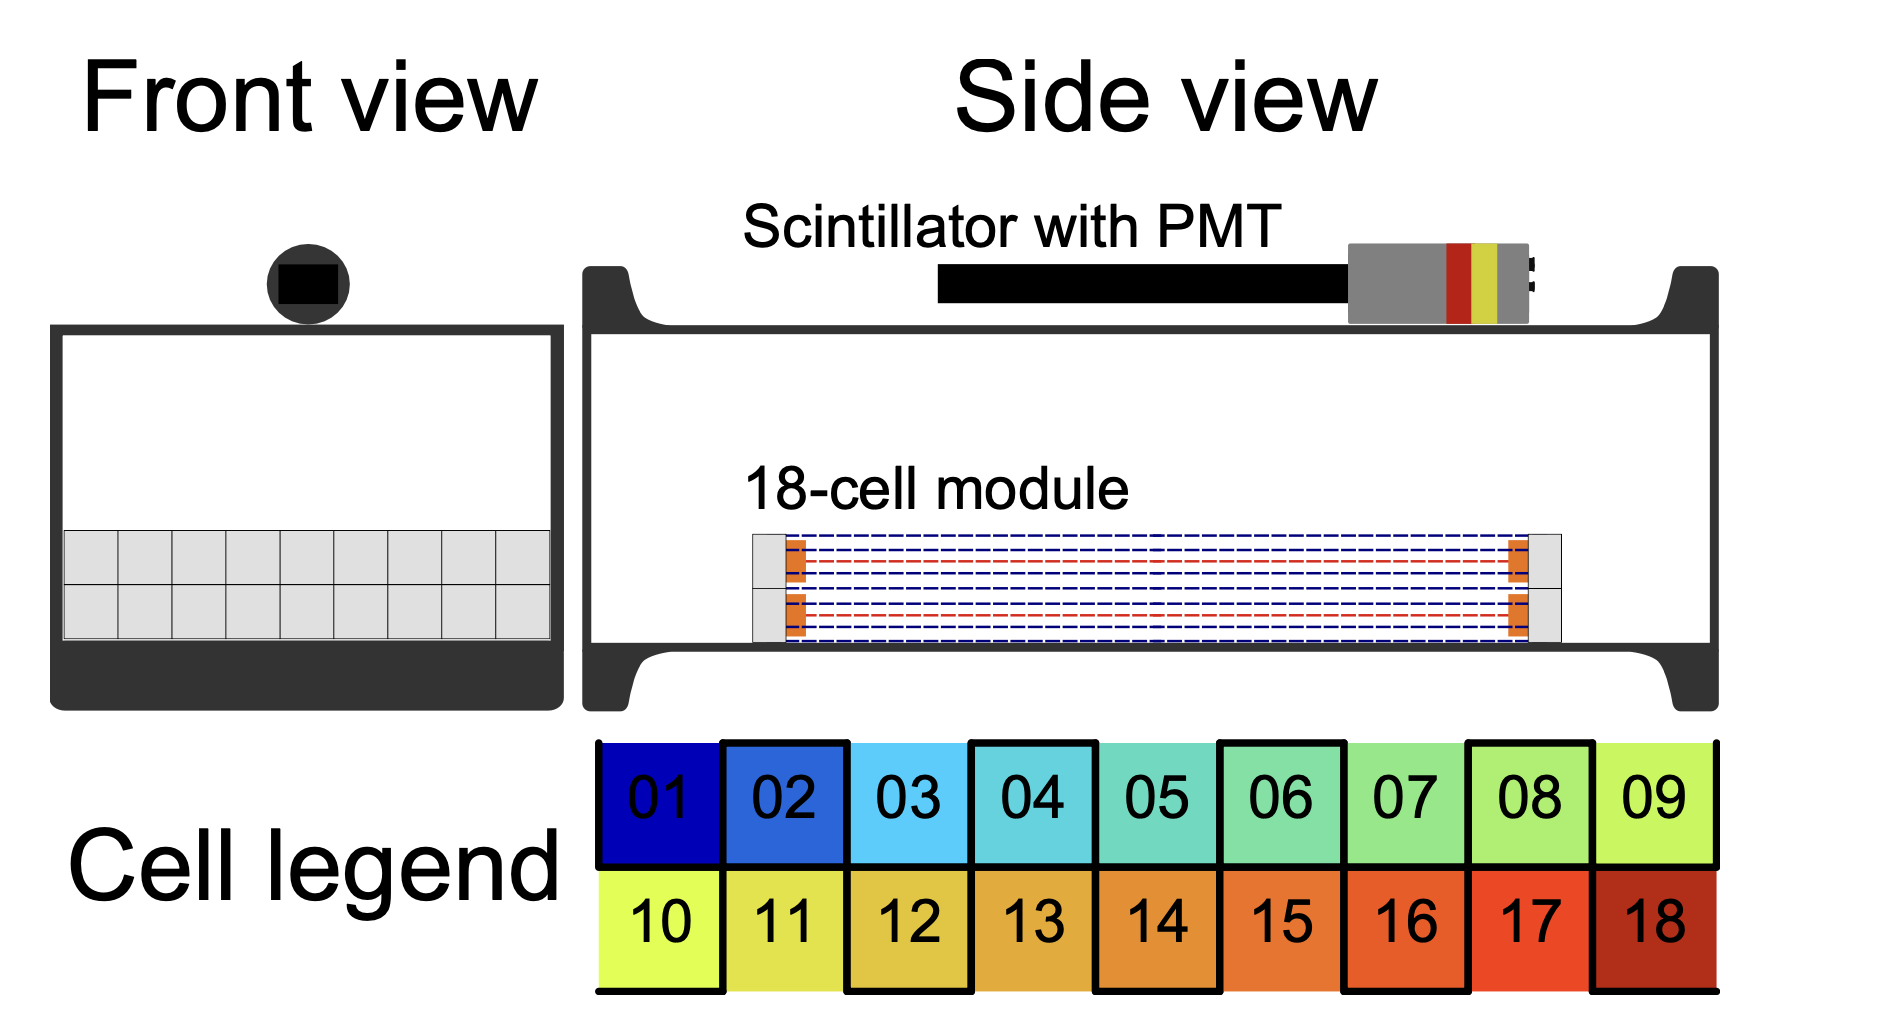 Front view
Side view
Scintillator with PMT
18-cell module
Cell legend
01 02 03 04 05 06 07 08 09
10 11 12 13 14 15 16 17 18